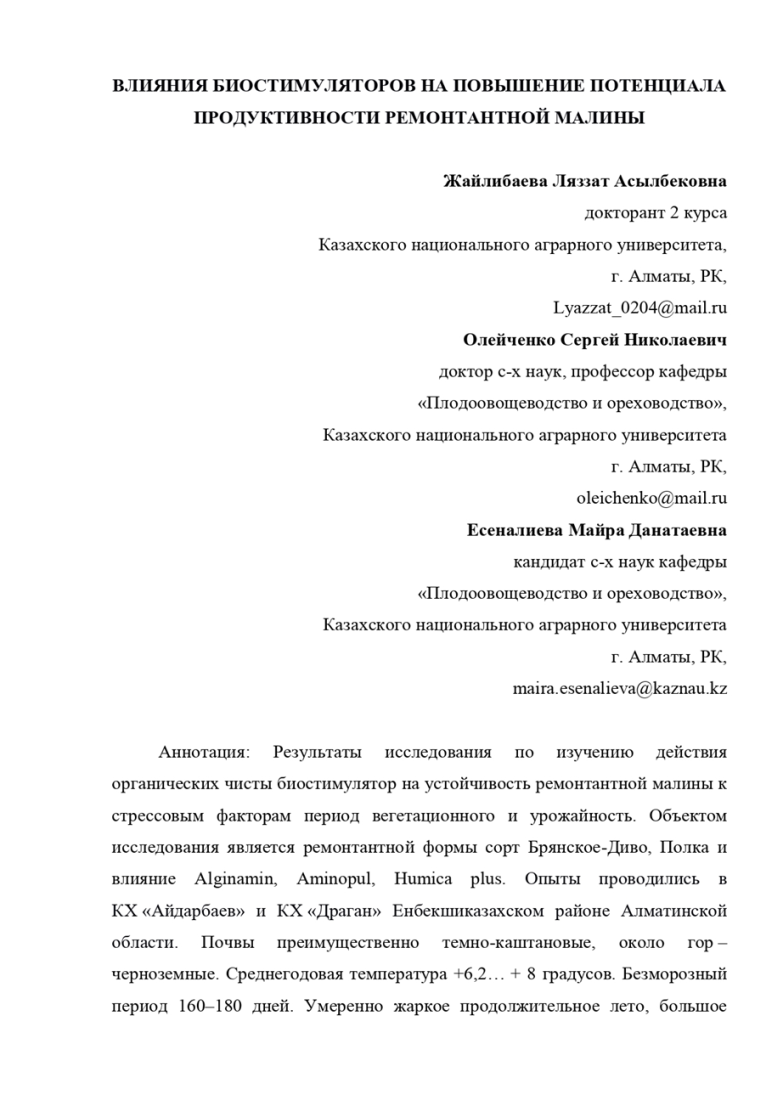 ВЛИЯНИЯ БИОСТИМУЛЯТОРОВ НА ПОВЫШЕНИЕ ПОТЕНЦИАЛА
ПРОДУКТИВНОСТИ РЕМОНТАНТНОЙ МАЛИНЫ
Жайлибаева Ляззат Асылбековна
докторант 2 курса
Казахского национального аграрного университета,
г. Алматы, РК,
Lyazzat_0204@mail.ru
Олейченко Сергей Николаевич
доктор с-х наук, профессор кафедры
«Плодоовощеводство и ореховодство»,
Казахского национального аграрного университета
г. Алматы, РК,
oleichenko@mail.ru
Есеналиева Майра Данатаевна
кандидат с-х наук кафедры
«Плодоовощеводство и ореховодство»,
Казахского национального аграрного университета
г. Алматы, РК,
maira.esenalieva@kaznau.kz
Аннотация: Результаты исследования по изучению действия
органических чисты биостимулятор на устойчивость ремонтантной малины к
стрессовым факторам период вегетационного и урожайность. Объектом
исследования является ремонтантной формы сорт Брянское-Диво, Полка и
влияние Alginamin, Aminopul, Humica plus. Опыты проводились в
КХ «Айдарбаев» и КХ «Драган» Енбекшиказахском районе Алматинской
области. Почвы преимущественно темно-каштановые, около гор –
черноземные. Среднегодовая температура +6,2… + 8 градусов. Безморозный
период 160–180 дней. Умеренно жаркое продолжительное лето, большое